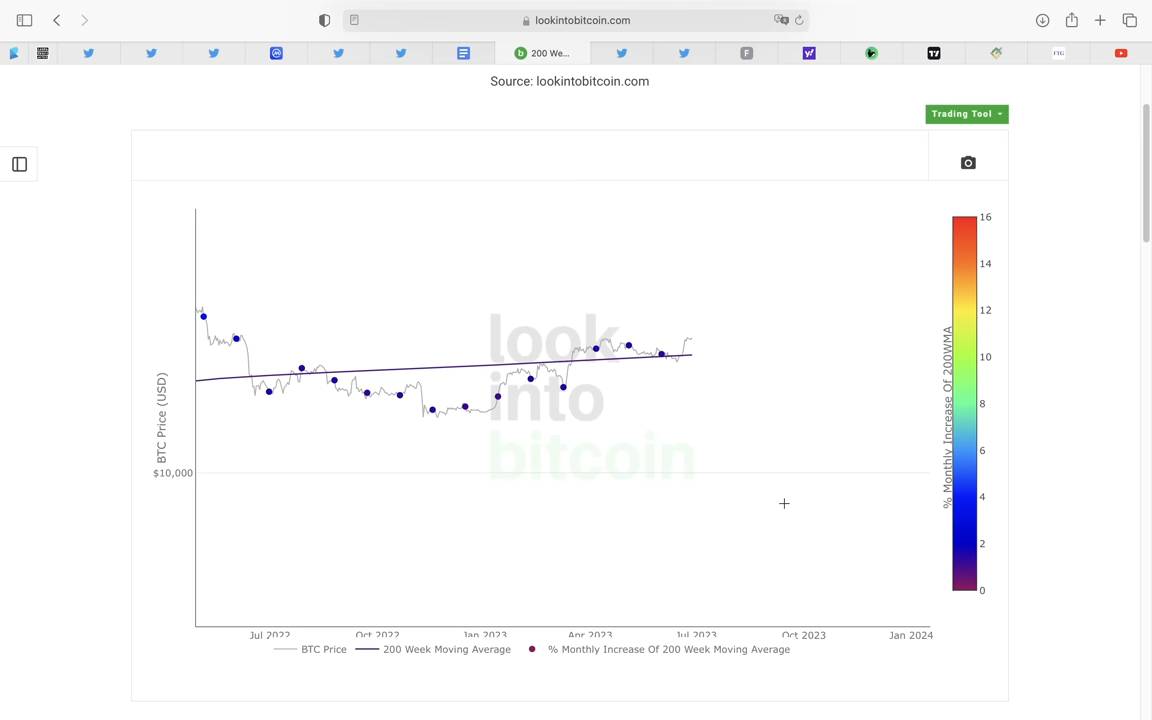 lookintobitcoin.com
200 We...
Source: lookintobitcoin.com
Trading Tool
look
into
bitcoin
BTC Price (USD)
$10,000
Jul 2022 Oct 2022 Jan 2023 Apr 2023 Jul 2023 Oct 2023 Jan 2024
BTC Price 200 Week Moving Average % Monthly Increase Of 200 Week Moving Average
% Monthly Increase Of 200WMA
16
14
12
10
8
6
4
2
0